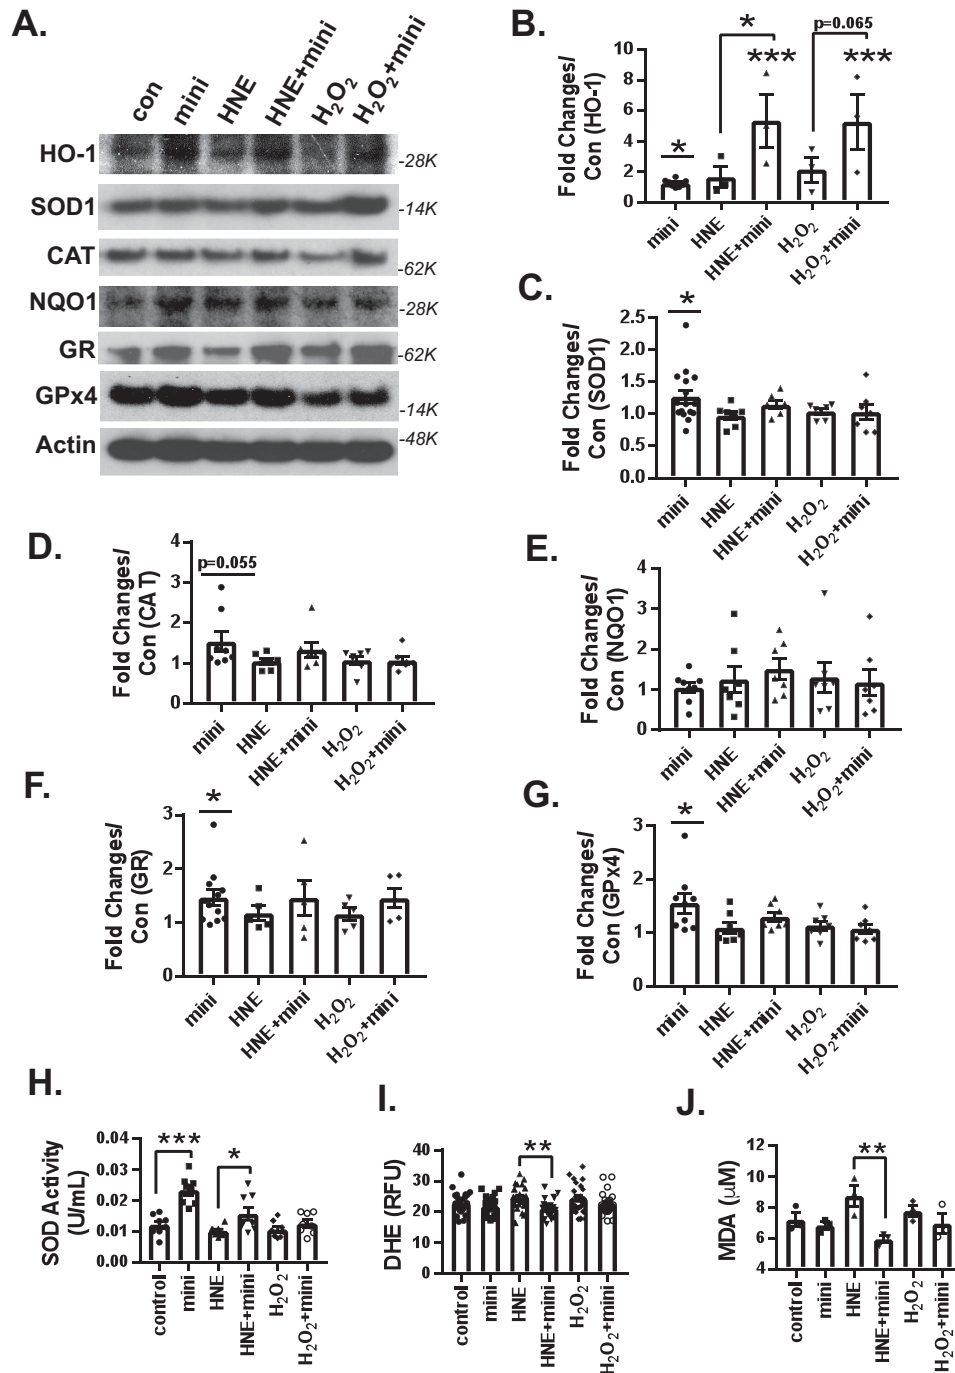 A.
con
mini
HNE
HNE+mini
H₂O₂
H₂O₂+mini
HO-1
-28K
SOD1
-14K
CAT
-62K
NQO1
-28K
GR
-62K
GPx4
-14K
Actin
-48K
B.
Fold Changes/
Con (HO-1)
10
8
6
4
2
0
*
*
***
p=0.065
***
mini
HNE
HNE+mini
H₂O₂
H₂O₂+mini
C.
Fold Changes/
Con (SOD1)
2.5
2.0
1.5
1.0
0.5
0.0
*
mini
HNE
HNE+mini
H₂O₂
H₂O₂+mini
D.
Fold Changes/
Con (CAT)
4
3
2
1
0
p=0.055
mini
HNE
HNE+mini
H₂O₂
H₂O₂+mini
E.
Fold Changes/
Con (NQO1)
4
3
2
1
0
mini
HNE
HNE+mini
H₂O₂
H₂O₂+mini
F.
Fold Changes/
Con (GR)
3
2
1
0
*
mini
HNE
HNE+mini
H₂O₂
H₂O₂+mini
G.
Fold Changes/
Con (GPx4)
3
2
1
0
*
mini
HNE
HNE+mini
H₂O₂
H₂O₂+mini
H.
SOD Activity
(U/mL)
0.04
0.03
0.02
0.01
0.00
***
*
control
mini
HNE
HNE+mini
H₂O₂
H₂O₂+mini
I.
DHE (RFU)
40
30
20
10
0
**
control
mini
HNE
HNE+mini
H₂O₂
H₂O₂+mini
J.
MDA (µM)
12
10
8
6
4
**
control
mini
HNE
HNE+mini
H₂O₂
H₂O₂+mini